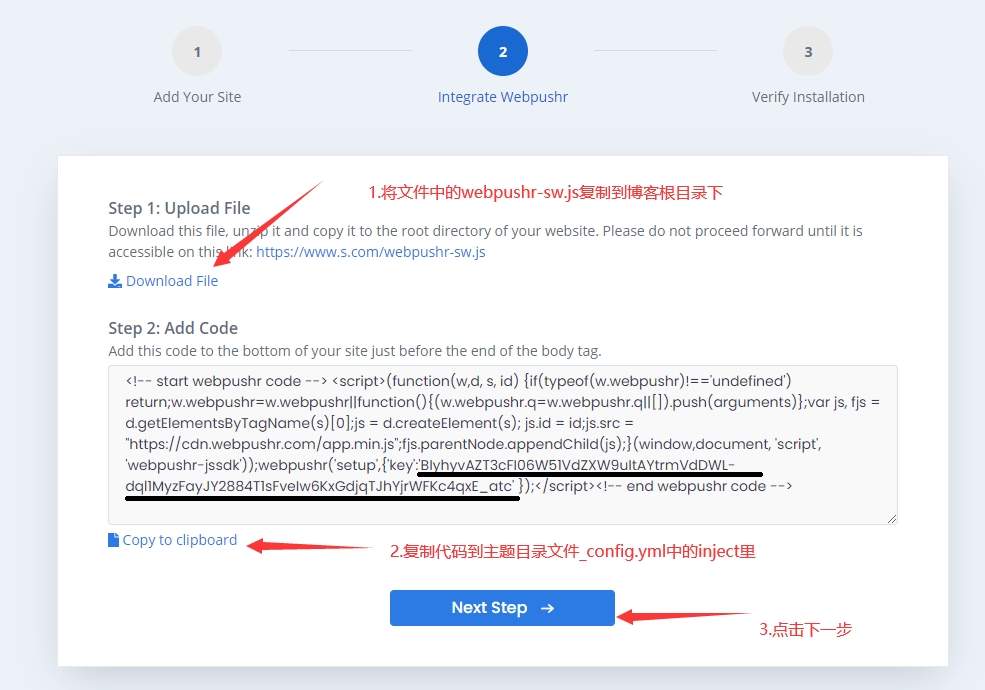 1
2
3
Add Your Site
Integrate Webpushr
Verify Installation
1.将文件中的webpushr-sw.js复制到博客根目录下
Step 1: Upload File
Download this file, unzip it and copy it to the root directory of your website. Please do not proceed forward until it is
accessible on this link: https://www.s.com/webpushr-sw.js
Download File
Step 2: Add Code
Add this code to the bottom of your site just before the end of the body tag.
<!-- start webpushr code --> <script>(function(w,d, s, id) {if(typeof(w.webpushr)!=='undefined')
return;w.webpushr=w.webpushr||function(){(w.webpushr.q=w.webpushr.q||[]).push(arguments)};var js, fjs =
d.getElementsByTagName(s)[0];js = d.createElement(s); js.id = id;js.src =
"https://cdn.webpushr.com/app.min.js";fjs.parentNode.appendChild(js);}(window,document, 'script',
'webpushr-jssdk'));webpushr('setup',{'key':'BIyhyvAZT3cFI06W51VdZXW9uItAYtrmVdDWL-
dqI1MyzFayJY2884T1sFveIw6KxGdjqTJhYjrWFKc4qxE_atc' });</script><!-- end webpushr code -->
Copy to clipboard
2.复制代码到主题目录文件_config.yml中的inject里
Next Step →
3.点击下一步